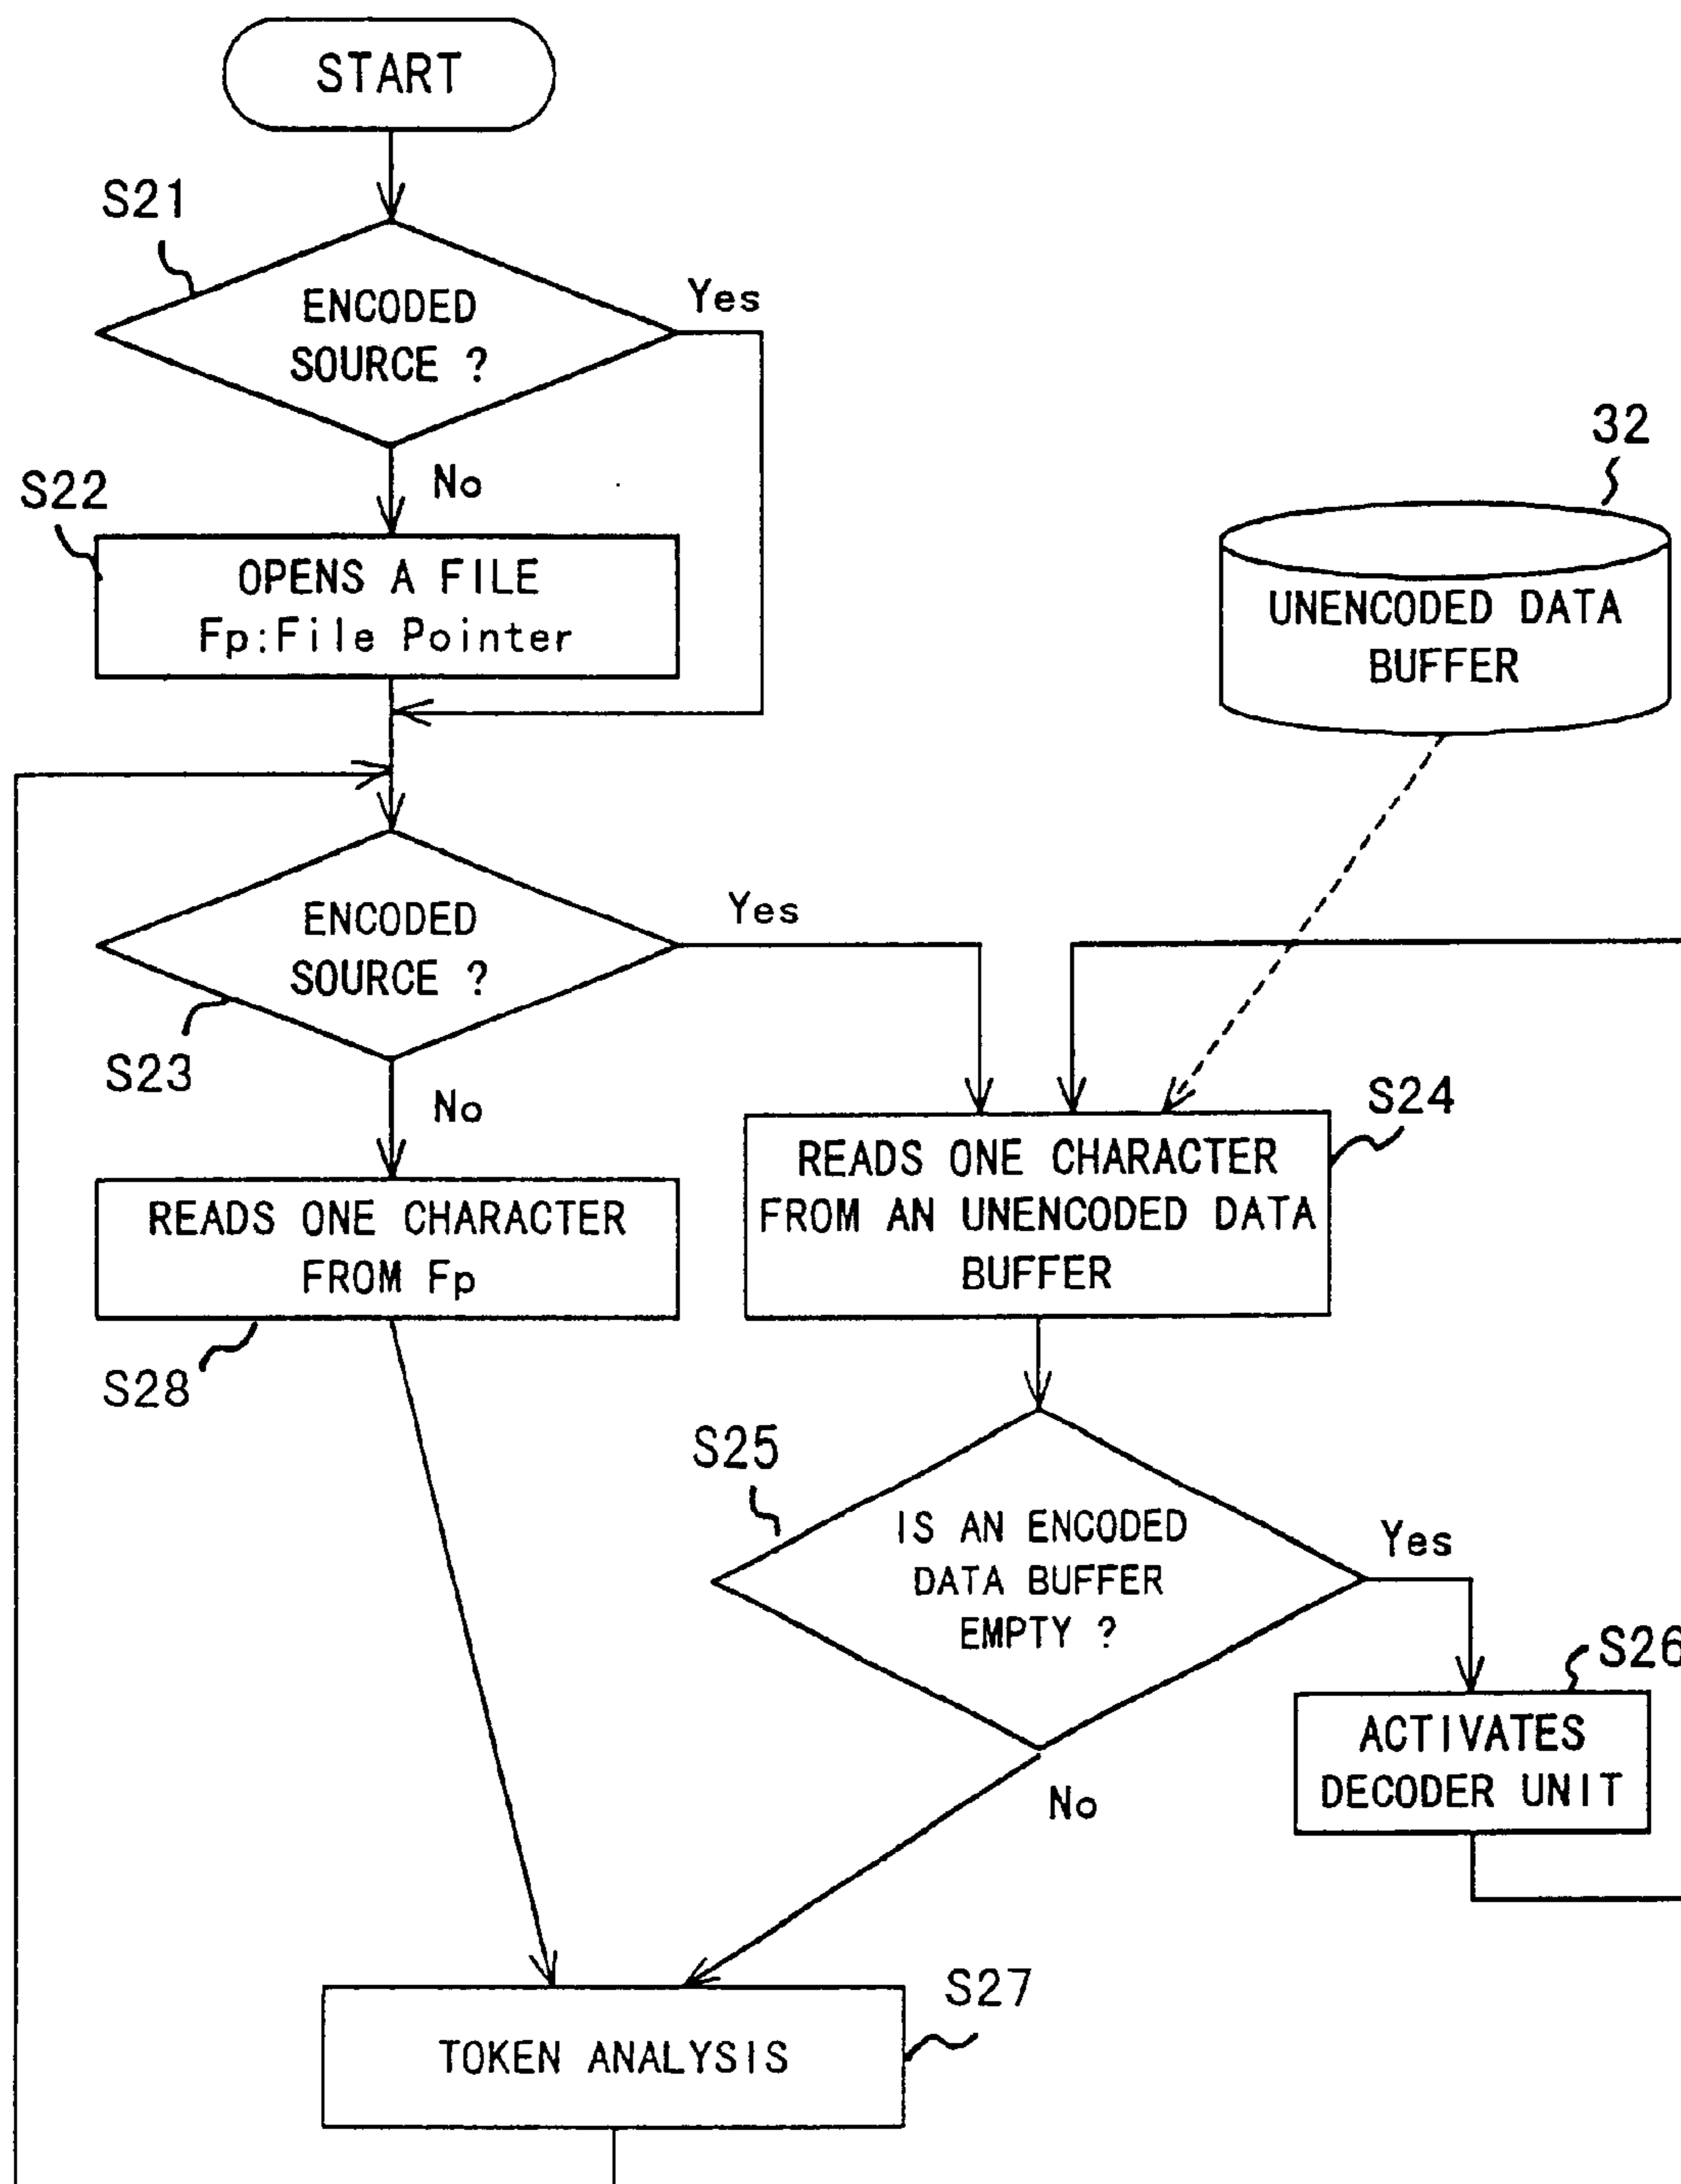 START
S21
ENCODED
SOURCE ?
Yes
No
S22
OPENS A FILE
Fp:File Pointer
32
UNENCODED DATA
BUFFER
ENCODED
SOURCE ?
Yes
S23
No
S24
READS ONE CHARACTER
FROM AN UNENCODED DATA
BUFFER
READS ONE CHARACTER
FROM Fp
S28
S25
IS AN ENCODED
DATA BUFFER
EMPTY ?
Yes
No
S26
ACTIVATES
DECODER UNIT
S27
TOKEN ANALYSIS